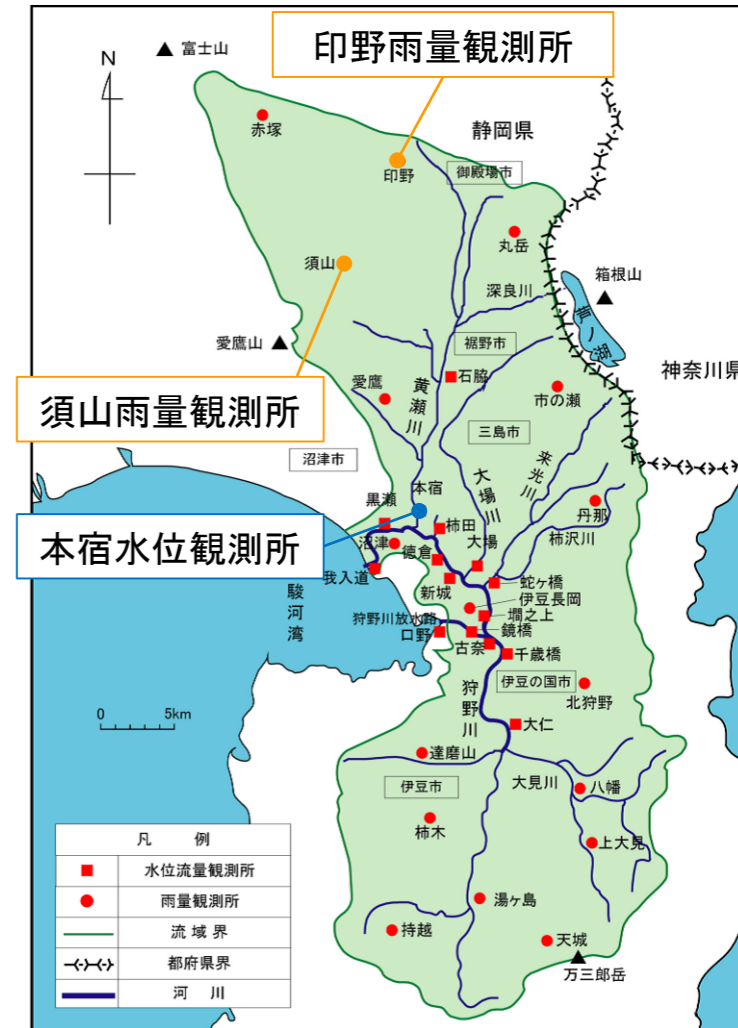 富士山
印野雨量観測所
N
赤塚
静岡県
印野
御殿場市
丸岳
須山
深良川
箱根山
芦ノ湖
愛鷹山
裾野市
石脇
神奈川県
愛鷹
黄瀬川
市の瀬
須山雨量観測所
三島市
沼津市
大場川
来光川
本宿
黒瀬
丹那
柿田
本宿水位観測所
沼津
大場
柿沢川
徳倉
我入道
蛇ヶ橋
新城
駿河湾
伊豆長岡
狩野川放水路
墹之上
口野
鏡橋
古奈
千歳橋
狩野川
伊豆の国市
北狩野
0 5km
大仁
達磨山
大見川
八幡
伊豆市
柿木
上大見
凡 例
水位流量観測所
雨量観測所
流域界
都府県界
河 川
湯ヶ島
持越
天城
万三郎岳